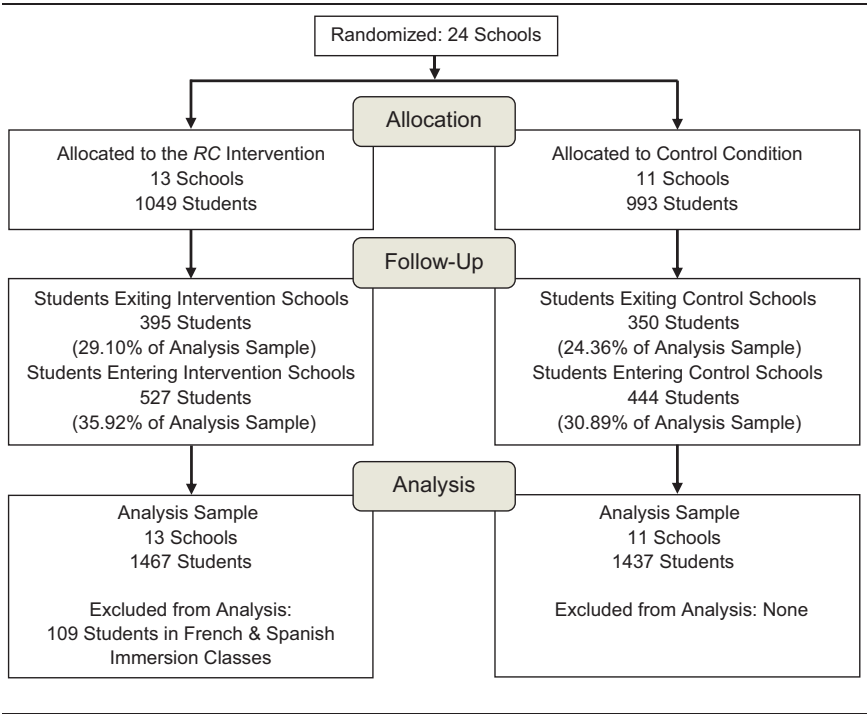 Randomized: 24 Schools
Allocation
Allocated to the RC Intervention
13 Schools
1049 Students
Allocated to Control Condition
11 Schools
993 Students
Follow-Up
Students Exiting Intervention Schools
395 Students
(29.10% of Analysis Sample)
Students Entering Intervention Schools
527 Students
(35.92% of Analysis Sample)
Students Exiting Control Schools
350 Students
(24.36% of Analysis Sample)
Students Entering Control Schools
444 Students
(30.89% of Analysis Sample)
Analysis
Analysis Sample
13 Schools
1467 Students
Excluded from Analysis:
109 Students in French & Spanish
Immersion Classes
Analysis Sample
11 Schools
1437 Students
Excluded from Analysis: None